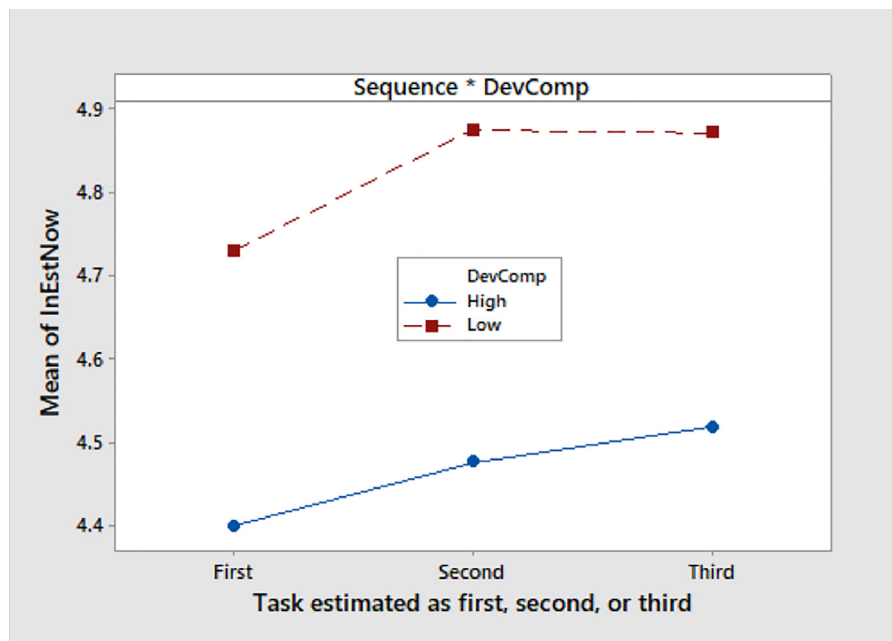 Sequence * DevComp
4.9
4.8
4.7
4.6
4.5
4.4
Mean of InEstNow
DevComp
High
Low
First Second Third
Task estimated as first, second, or third